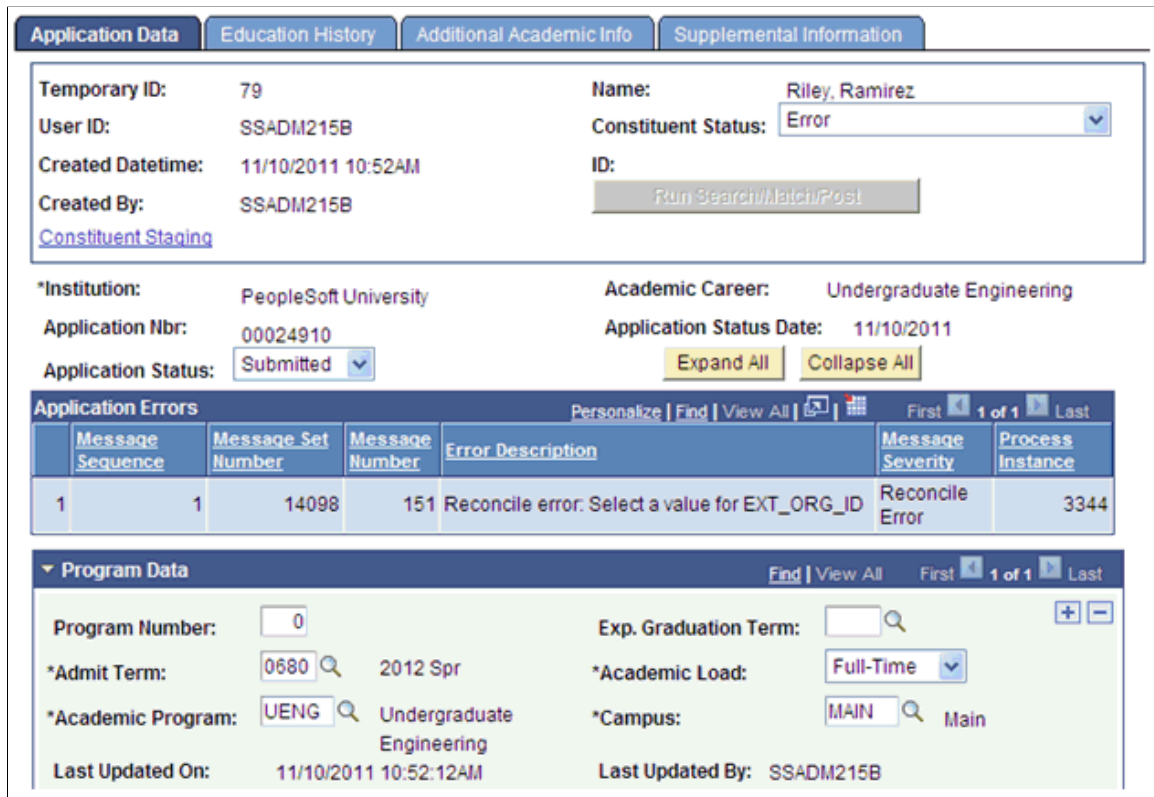 Application Data Education History Additional Academic Info Supplemental Information
Temporary ID: 79 Name: Riley, Ramirez
User ID: SSADM215B Constituent Status: Error
Created Datetime: 11/10/2011 10:52AM ID:
Created By: SSADM215B Run Search/Match/Post
Constituent Staging
*Institution: PeopleSoft University Academic Career: Undergraduate Engineering
Application Nbr: 00024910 Application Status Date: 11/10/2011
Application Status: Submitted Expand All Collapse All
Application Errors Personalize | Find | View All | | First 1 of 1 Last
Message Sequence Message Set Number Message Number Error Description Message Severity Process Instance
1 1 14098 151 Reconcile error: Select a value for EXT_ORG_ID Reconcile Error 3344
Program Data Find | View All First 1 of 1 Last
Program Number: 0 Exp. Graduation Term:
*Admit Term: 0680 2012 Spr *Academic Load: Full-Time
*Academic Program: UENG Undergraduate Engineering *Campus: MAIN Main
Last Updated On: 11/10/2011 10:52:12AM Last Updated By: SSADM215B